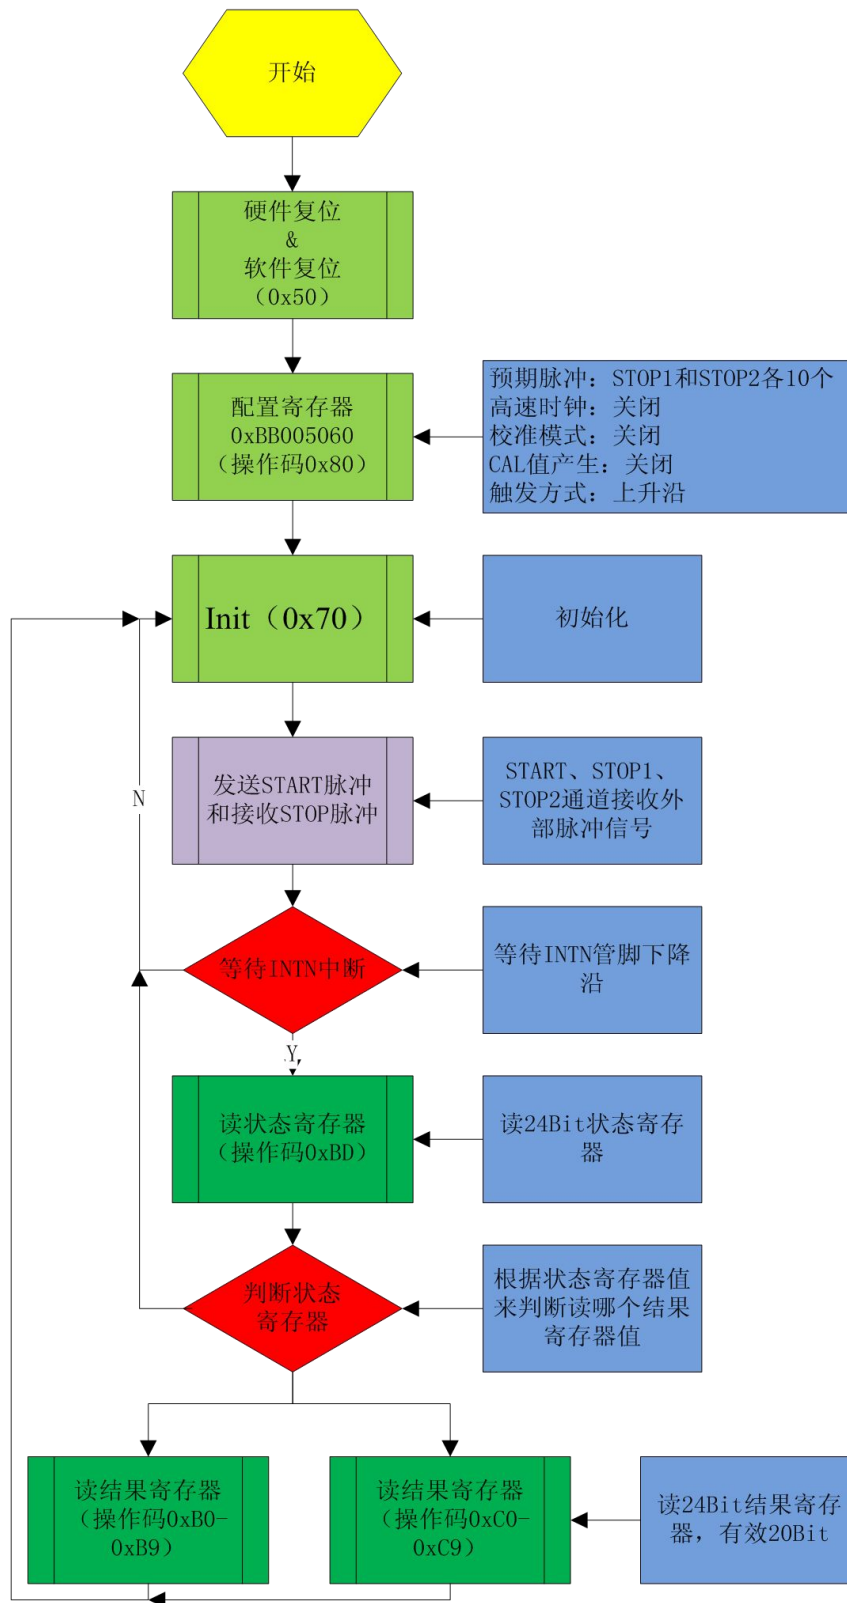 开始
硬件复位
&
软件复位
（0x50）
配置寄存器
0xBB005060
（操作码0x80）
预期脉冲：STOP1和STOP2各10个
高速时钟：关闭
校准模式：关闭
CAL值产生：关闭
触发方式：上升沿
Init（0x70）
初始化
发送START脉冲
和接收STOP脉冲
START、STOP1、
STOP2通道接收外
部脉冲信号
N
等待INTN中断
等待INTN管脚下降
沿
Y,
读状态寄存器
（操作码0xBD）
读24Bit状态寄存
器
判断状态
寄存器
根据状态寄存器值
来判断读哪个结果
寄存器值
读结果寄存器
（操作码0xB0-
0xB9）
读结果寄存器
（操作码0xC0-
0xC9）
读24Bit结果寄存
器，有效20Bit